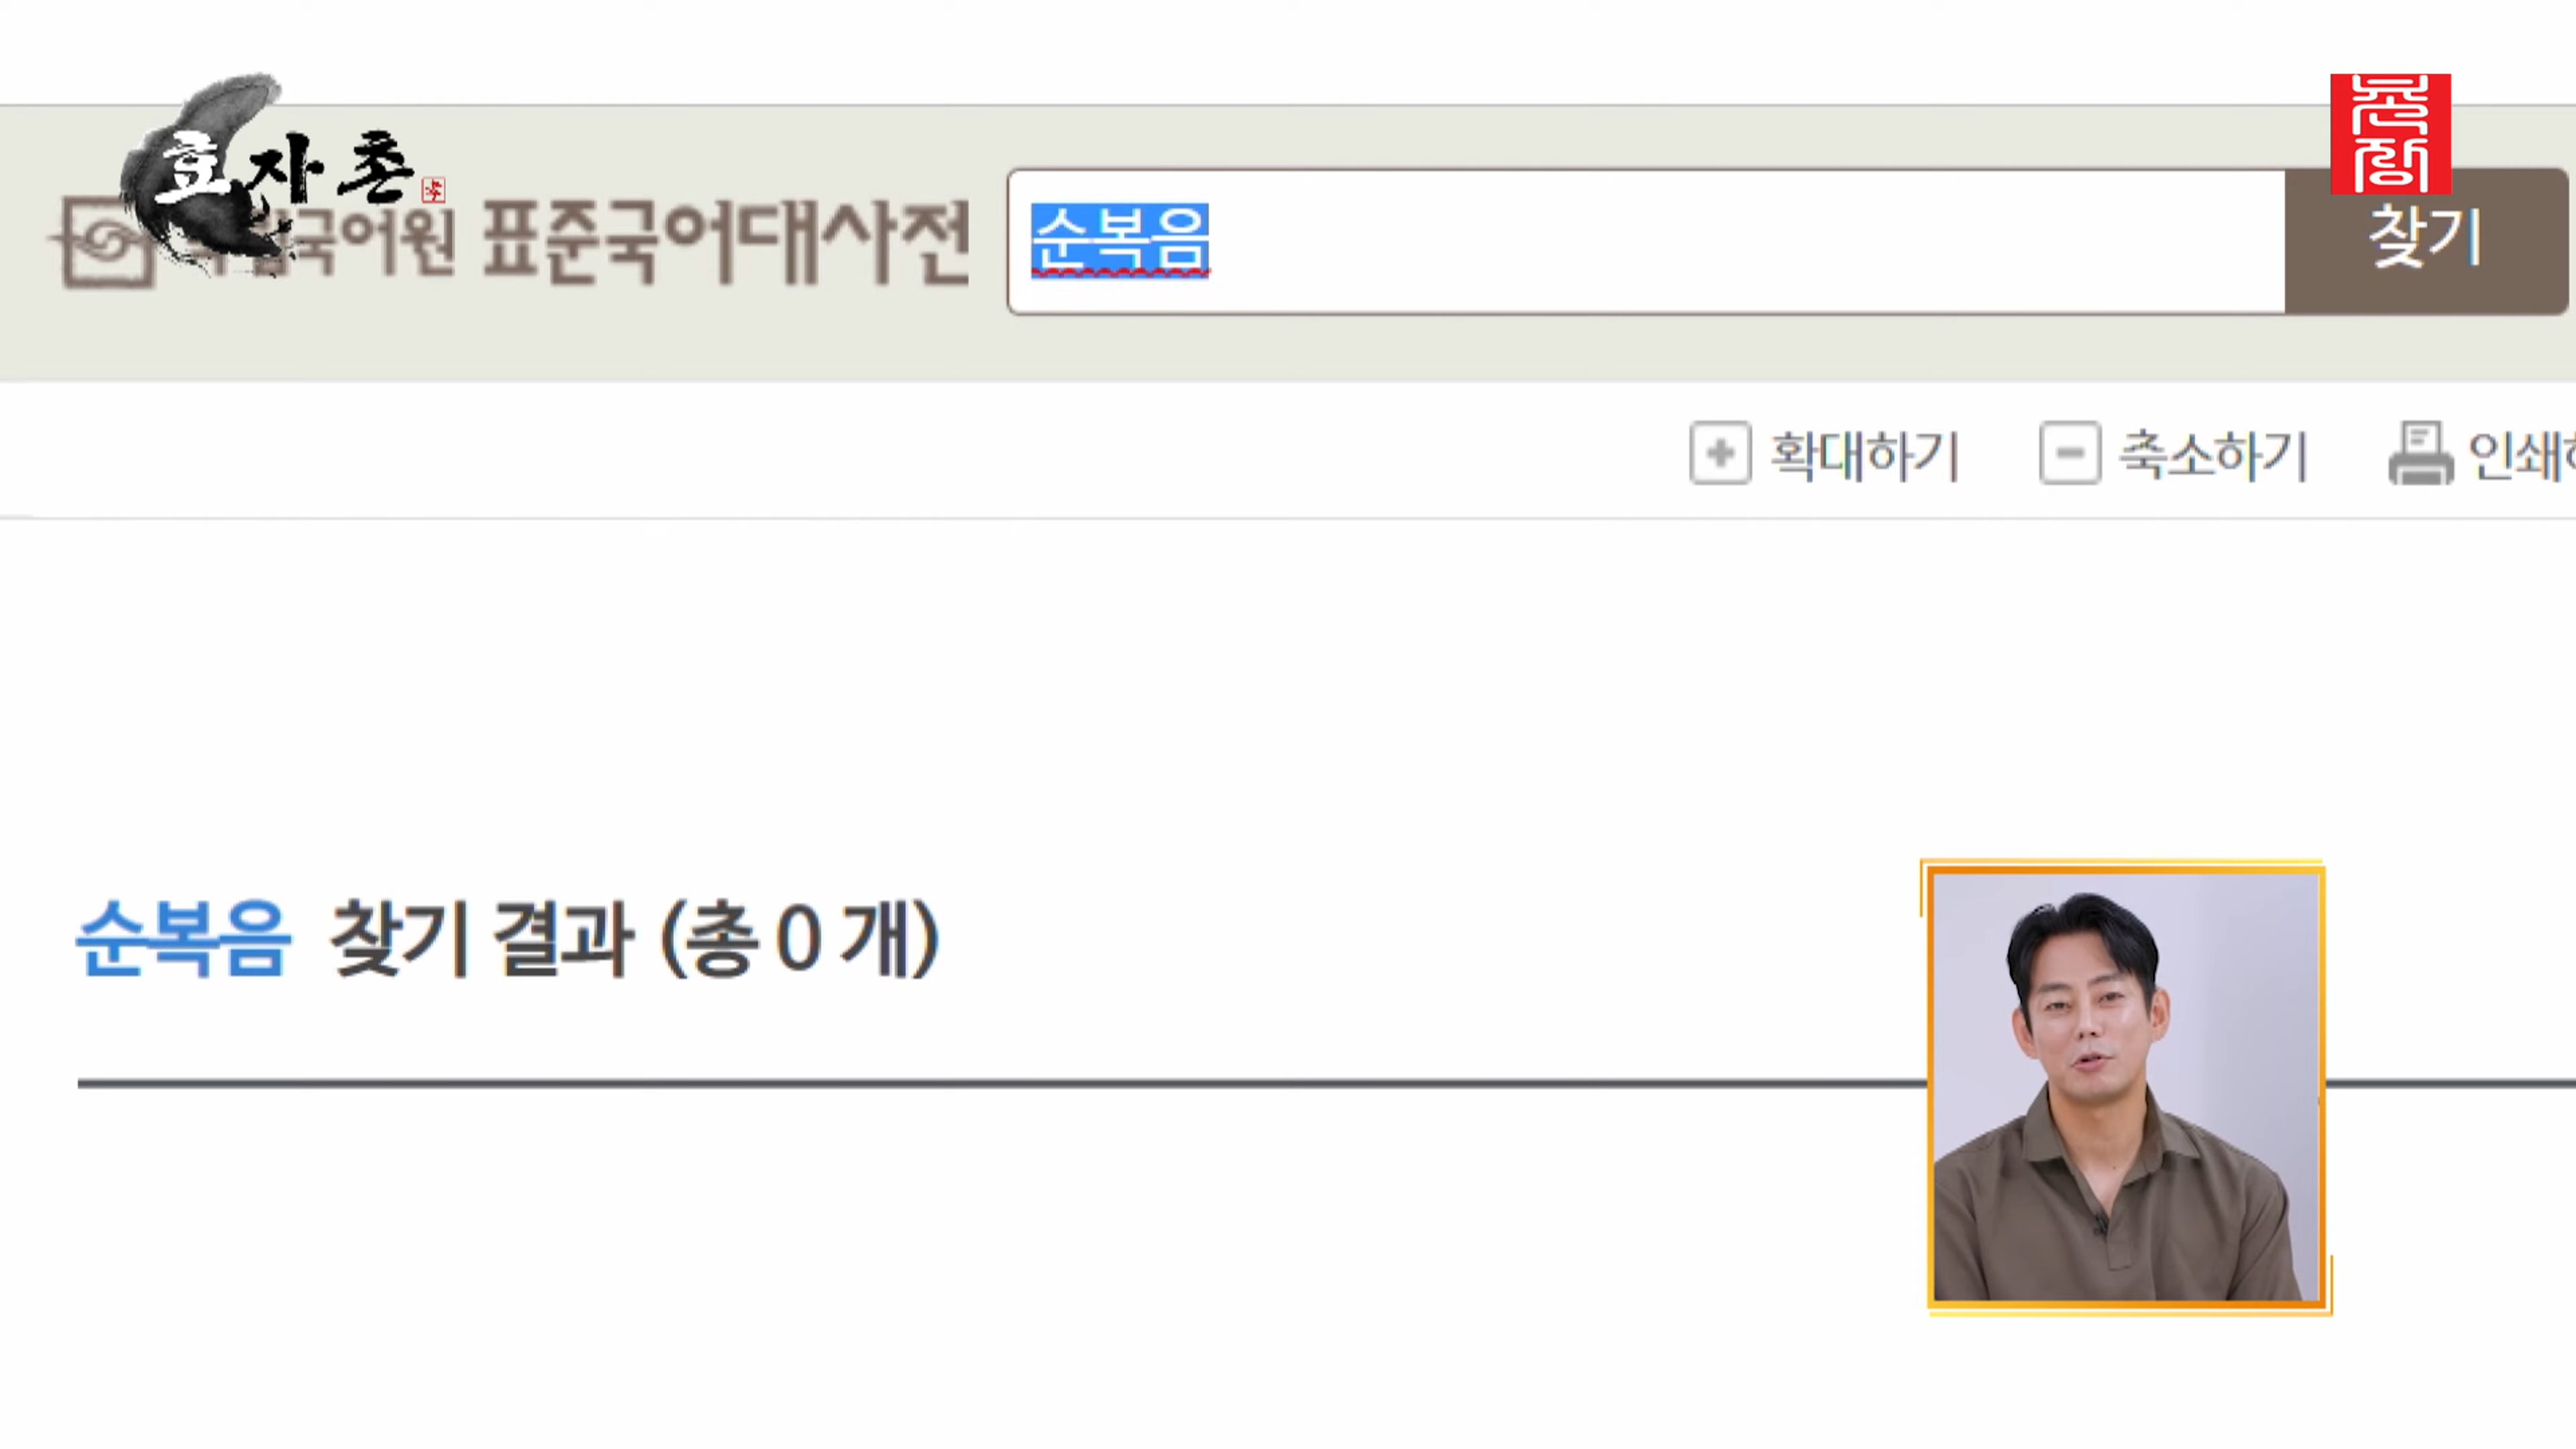 효자촌
국어원 표준국어대사전
순복음
찾기
확대하기
축소하기
순복음 찾기 결과 (총 0 개)